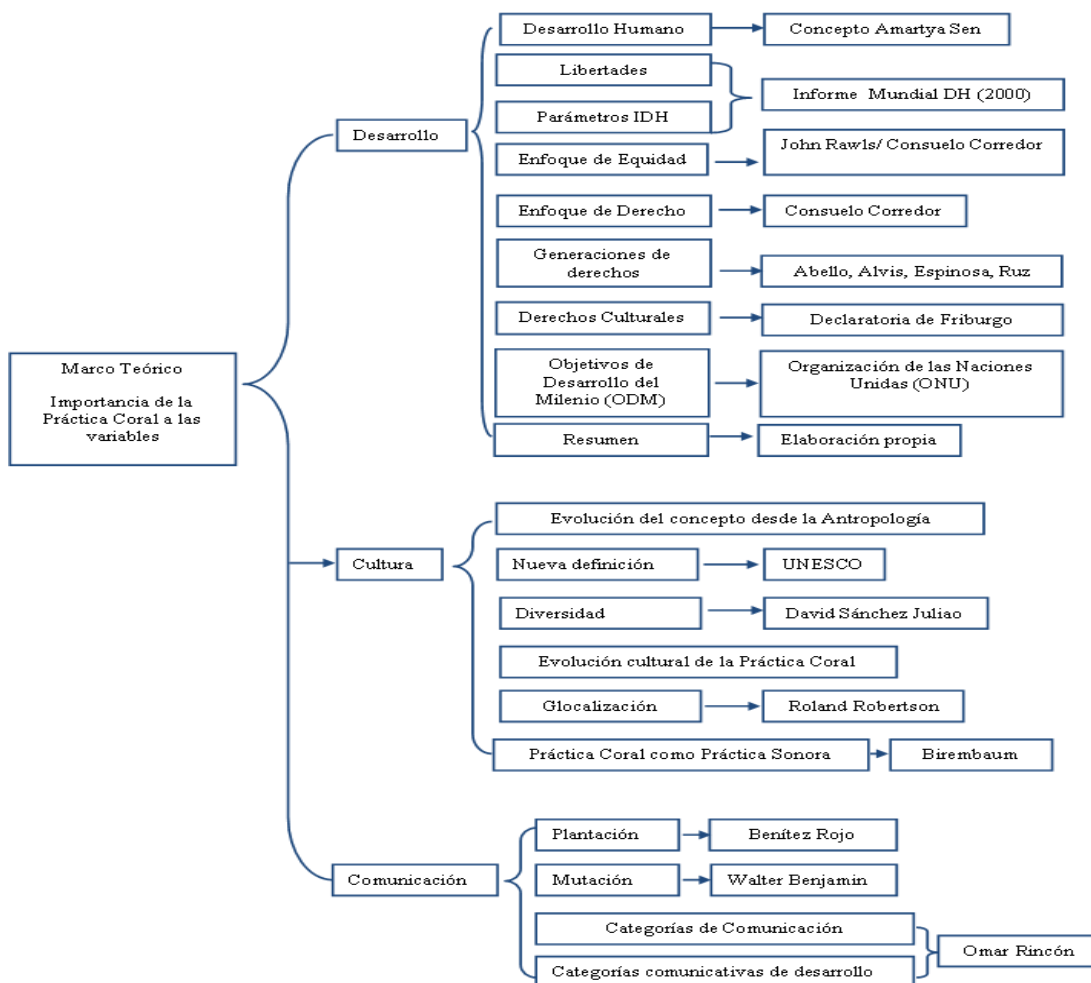 Desarrollo Humano
Concepto Amartya Sen
Libertades
Informe Mundial DH (2000)
Parámetros IDH
Desarrollo
Enfoque de Equidad
John Rawls/ Consuelo Corredor
Enfoque de Derecho
Consuelo Corredor
Generaciones de
derechos
Abello, Alvis, Espinosa, Ruz
Derechos Culturales
Declaratoria de Friburgo
Marco Teórico
Importancia de la
Práctica Coral a las
variables
Objetivos de
Desarrollo del
Milenio (ODM)
Organización de las Naciones
Unidas (ONU)
Resumen
Elaboración propia
Evolución del concepto desde la Antropología
Cultura
Nueva definición
UNESCO
Diversidad
David Sánchez Juliao
Evolución cultural de la Práctica Coral
Glocalización
Roland Robertson
Práctica Coral como Práctica Sonora
Birembaum
Plantación
Benítez Rojo
Comunicación
Mutación
Walter Benjamin
Categorías de Comunicación
Omar Rincón
Categorías comunicativas de desarrollo